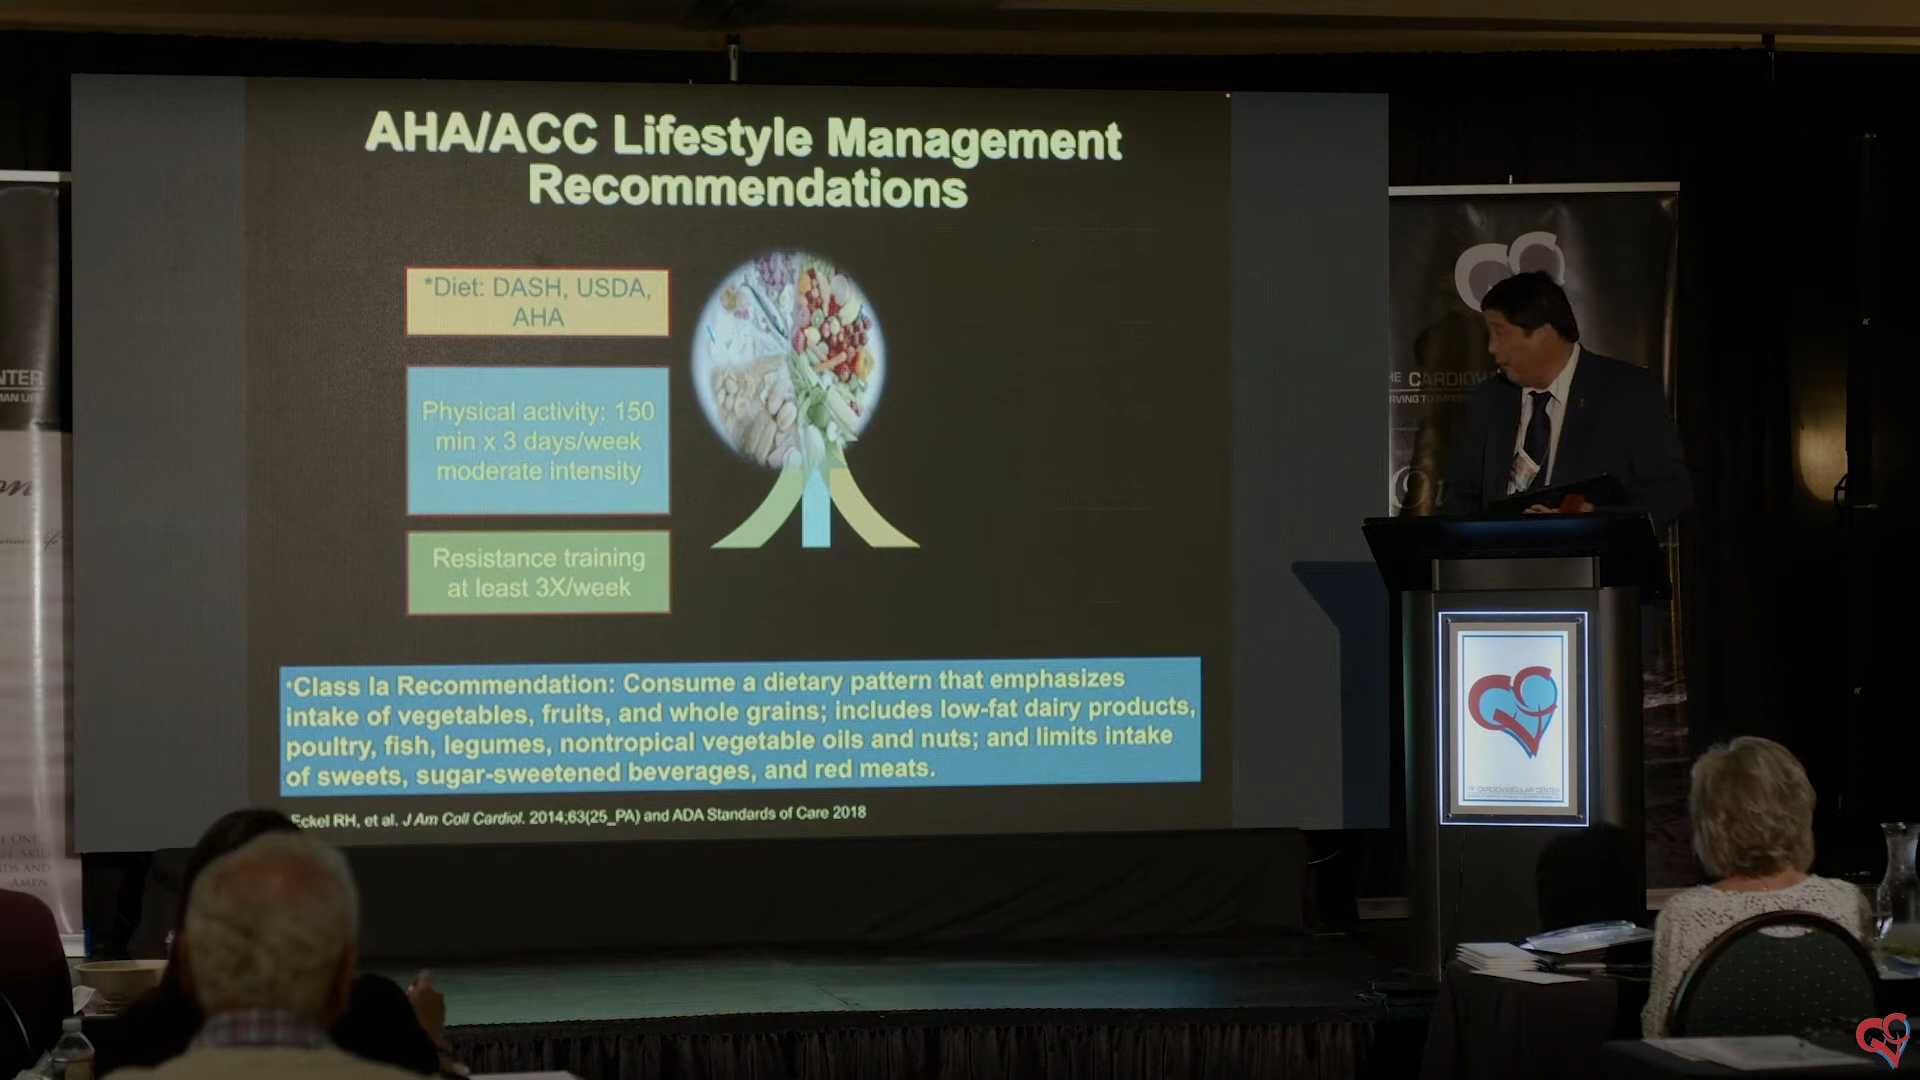 AHA/ACC Lifestyle Management
Recommendations
*Diet: DASH, USDA,
AHA
Physical activity: 150
min x 3 days/week
moderate intensity
Resistance training
at least 3X/week
*Class Ia Recommendation: Consume a dietary pattern that emphasizes
intake of vegetables, fruits, and whole grains; includes low-fat dairy products,
poultry, fish, legumes, nontropical vegetable oils and nuts; and limits intake
of sweets, sugar-sweetened beverages, and red meats.
Eckel RH, et al. J Am Coll Cardiol. 2014;63(25_PA) and ADA Standards of Care 2018
CARDIOVASCULAR CENTER
AMEN